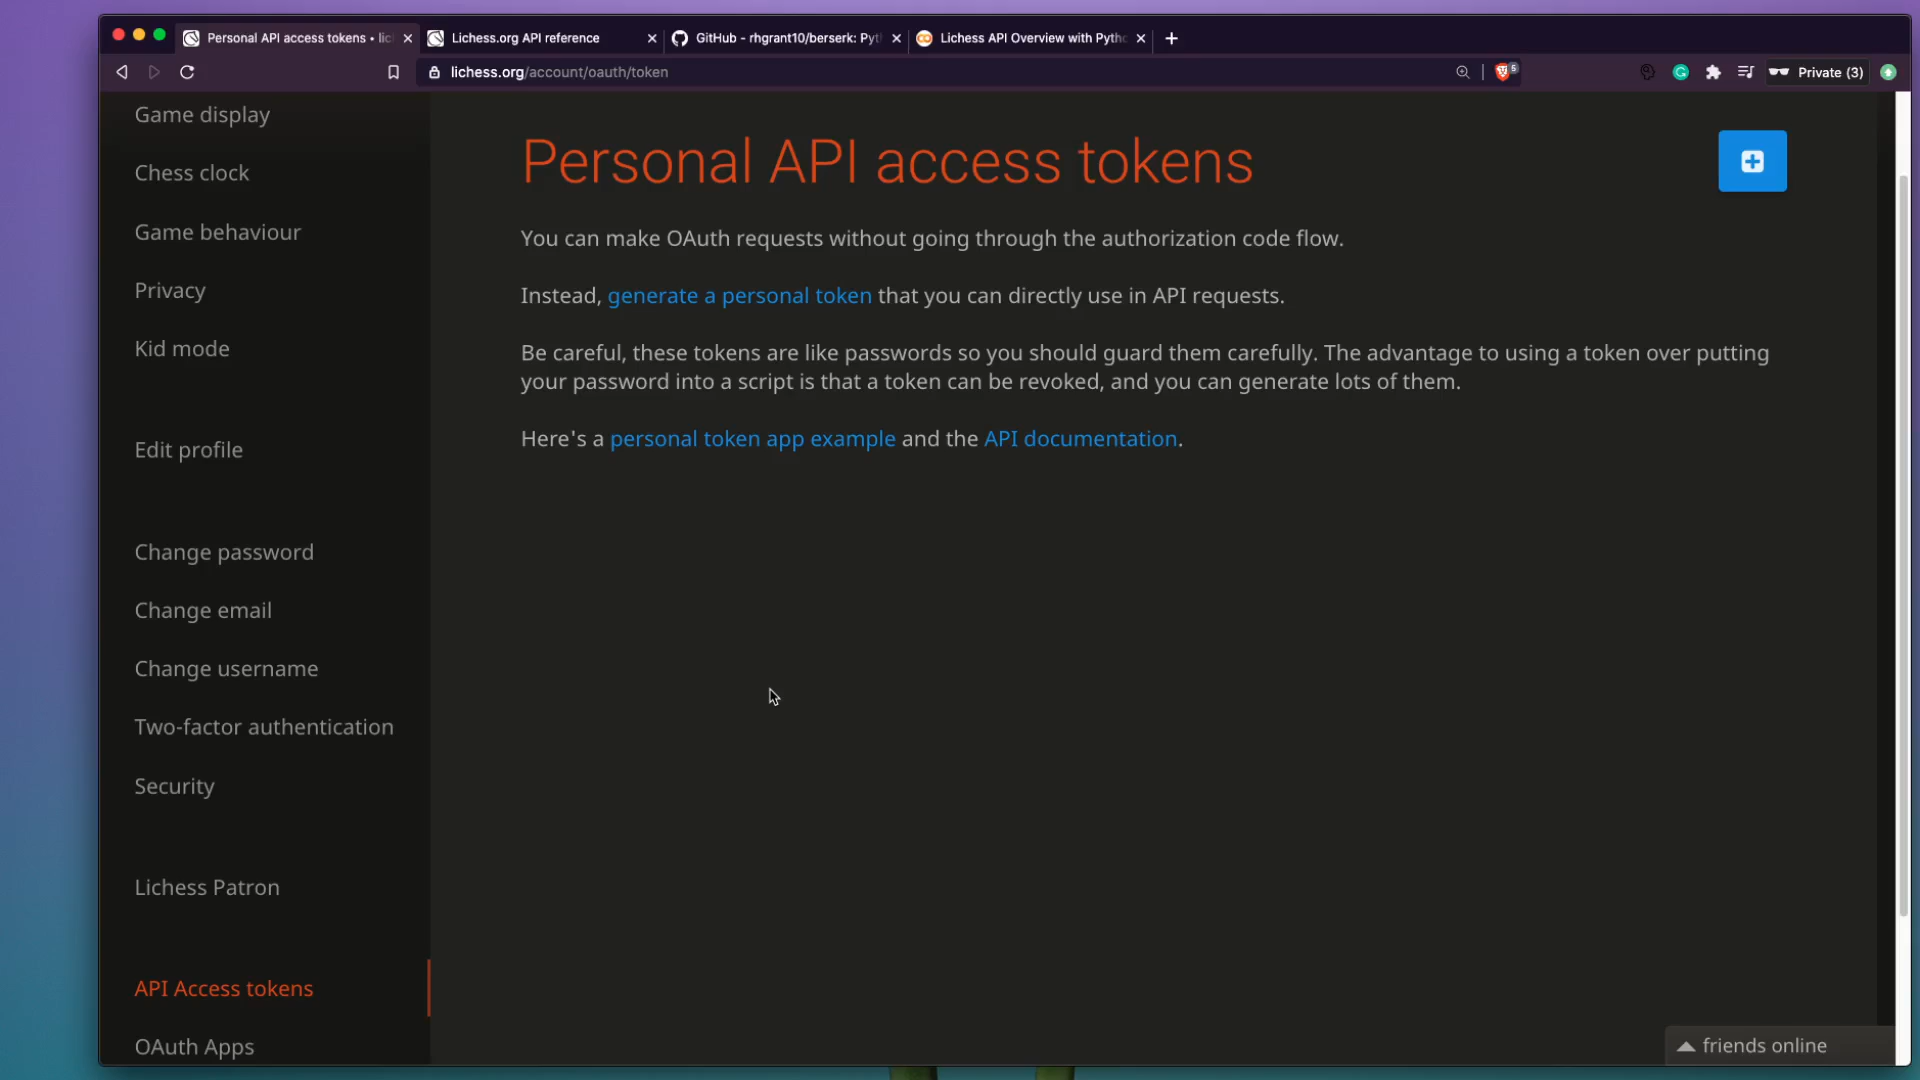 Personal API access tokens • lic
Lichess.org API reference
GitHub - rhgrant10/berserk: Pyt
Lichess API Overview with Pyth
lichess.org/account/oauth/token
5
Private (3)
Game display
Chess clock
Game behaviour
Privacy
Kid mode
Edit profile
Change password
Change email
Change username
Two-factor authentication
Security
Lichess Patron
API Access tokens
OAuth Apps
Personal API access tokens
You can make OAuth requests without going through the authorization code flow.
Instead, generate a personal token that you can directly use in API requests.
Be careful, these tokens are like passwords so you should guard them carefully. The advantage to using a token over putting
your password into a script is that a token can be revoked, and you can generate lots of them.
Here's a personal token app example and the API documentation.
friends online